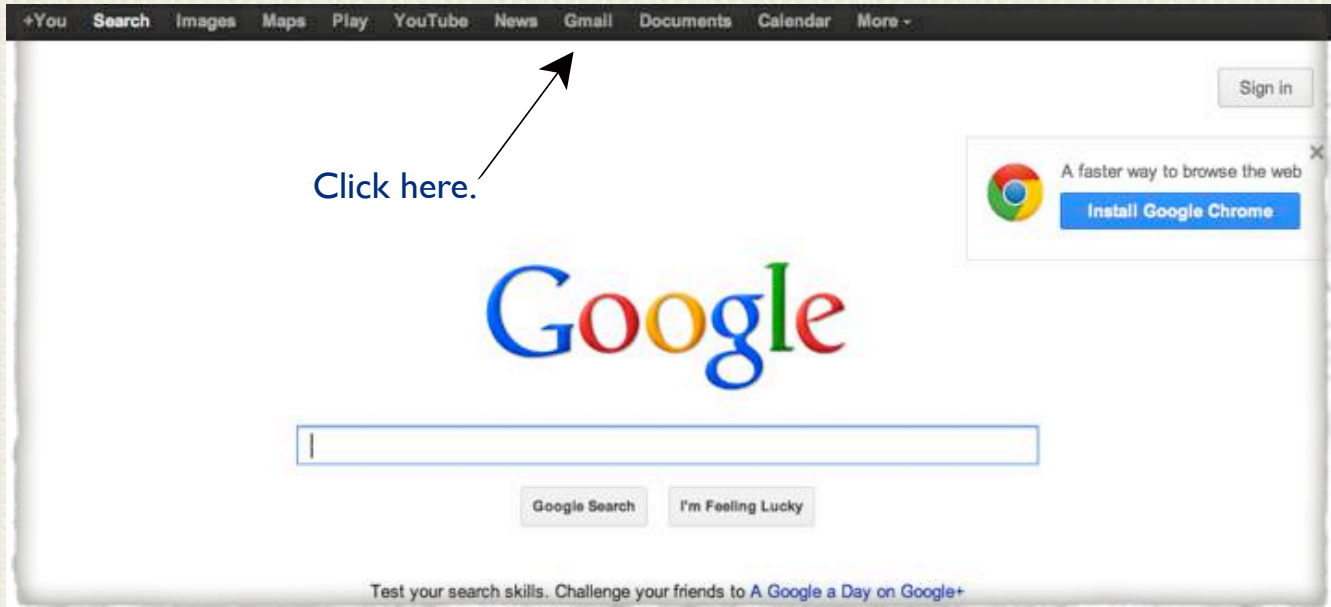 +You Search Images Maps Play YouTube News Gmail Documents Calendar More
Sign in
Click here.
A faster way to browse the web
Install Google Chrome
Google
Google Search I'm Feeling Lucky
Test your search skills. Challenge your friends to A Google a Day on Google+